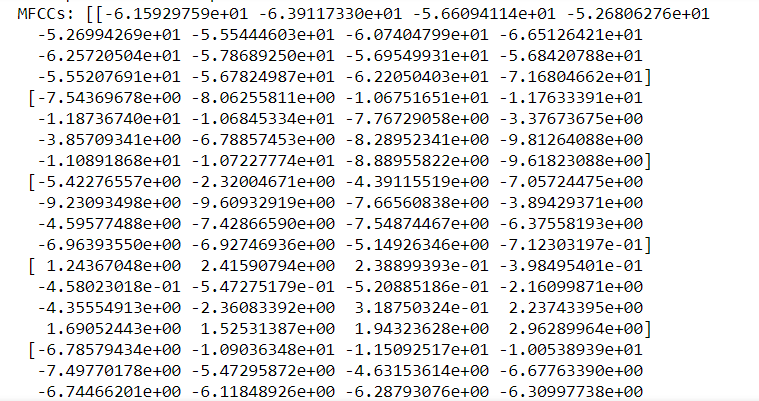 MFCCs: [[-6.15929759e+01 -6.39117330e+01 -5.66094114e+01 -5.26806276e+01
-5.26994269e+01 -5.55444603e+01 -6.07404799e+01 -6.65126421e+01
-6.25720504e+01 -5.78689250e+01 -5.69549931e+01 -5.68420788e+01
-5.55207691e+01 -5.67824987e+01 -6.22050403e+01 -7.16804662e+01]
[-7.54369678e+00 -8.06255811e+00 -1.06751651e+01 -1.17633391e+01
-1.18736740e+01 -1.06845334e+01 -7.76729058e+00 -3.37673675e+00
-3.85709341e+00 -6.78857453e+00 -8.28952341e+00 -9.81264088e+00
-1.10891868e+01 -1.07227774e+01 -8.88955822e+00 -9.61823088e+00]
[-5.42276557e+00 -2.32004671e+00 -4.39115519e+00 -7.05724475e+00
-9.23093498e+00 -9.60932919e+00 -7.66560838e+00 -3.89429371e+00
-4.59577488e+00 -7.42866590e+00 -7.54874467e+00 -6.37558193e+00
-6.96393550e+00 -6.92746936e+00 -5.14926346e+00 -7.12303197e-01]
[ 1.24367048e+00 2.41590794e+00 2.38899393e-01 -3.98495401e-01
-4.58023018e-01 -5.47275179e-01 -5.20885186e-01 -2.16099871e+00
-4.35554913e+00 -2.36083392e+00 3.18750324e-01 2.23743395e+00
1.69052443e+00 1.52531387e+00 1.94323628e+00 2.96289964e+00]
[-6.78579434e+00 -1.09036348e+01 -1.15092517e+01 -1.00538939e+01
-7.49770178e+00 -5.47295872e+00 -4.63153614e+00 -6.67763390e+00
-6.74466201e+00 -6.11848926e+00 -6.28793076e+00 -6.30997738e+00